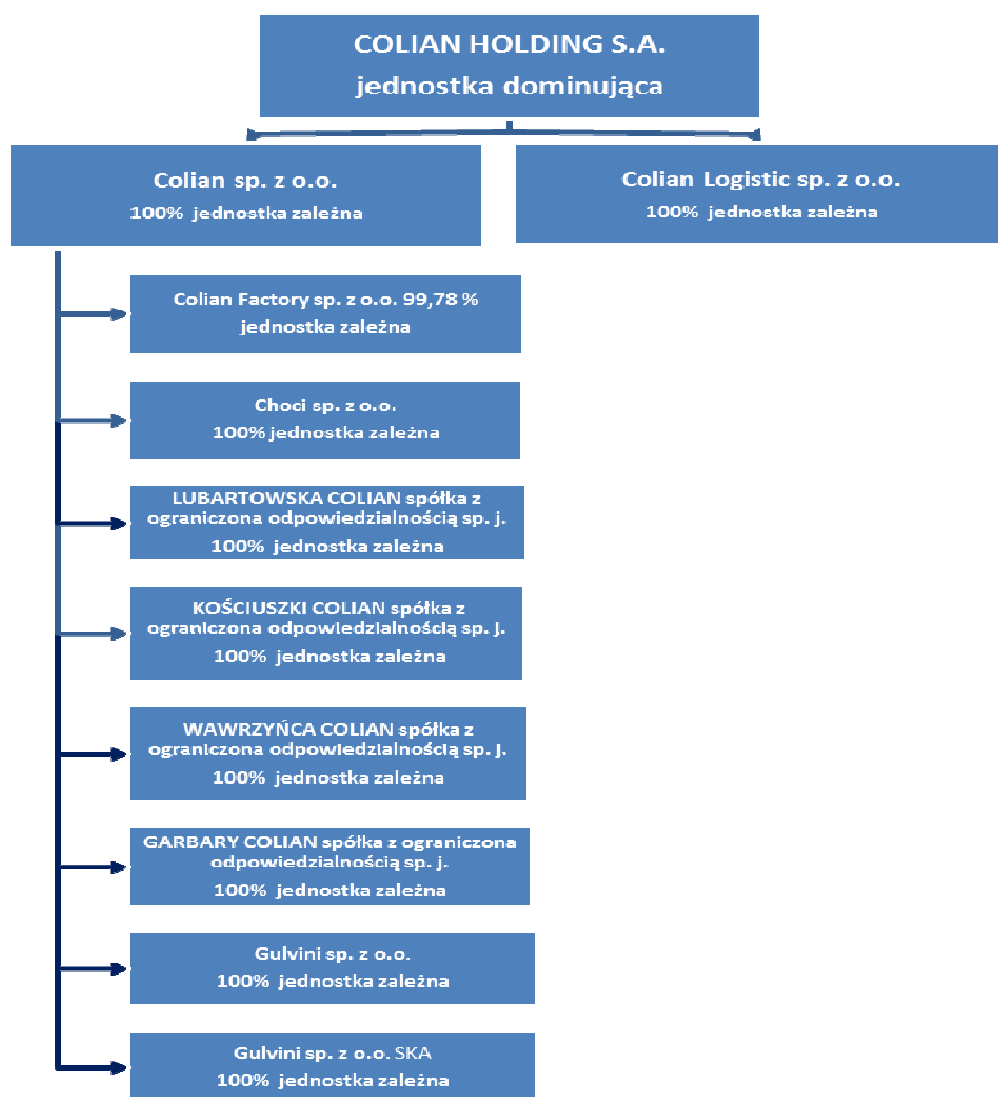 COLIAN HOLDING S.A.
jednostka dominująca
Colian sp. z o.o.
100% jednostka zależna
Colian Logistic sp. z o.o.
100% jednostka zależna
Colian Factory sp. z o.o. 99,78 %
jednostka zależna
Choci sp. z o.o.
100% jednostka zależna
LUBARTOWSKA COLIAN spółka z
ograniczona odpowiedzialnością sp. j.
100% jednostka zależna
KOŚCIUSZKI COLIAN spółka z
ograniczona odpowiedzialnością sp. j.
100% jednostka zależna
WAWRZYŃCA COLIAN spółka z
ograniczona odpowiedzialnością sp. j.
100% jednostka zależna
GARBARY COLIAN spółka z ograniczona
odpowiedzialnością sp. j.
100% jednostka zależna
Gulvini sp. z o.o.
100% jednostka zależna
Gulvini sp. z o.o. SKA
100% jednostka zależna